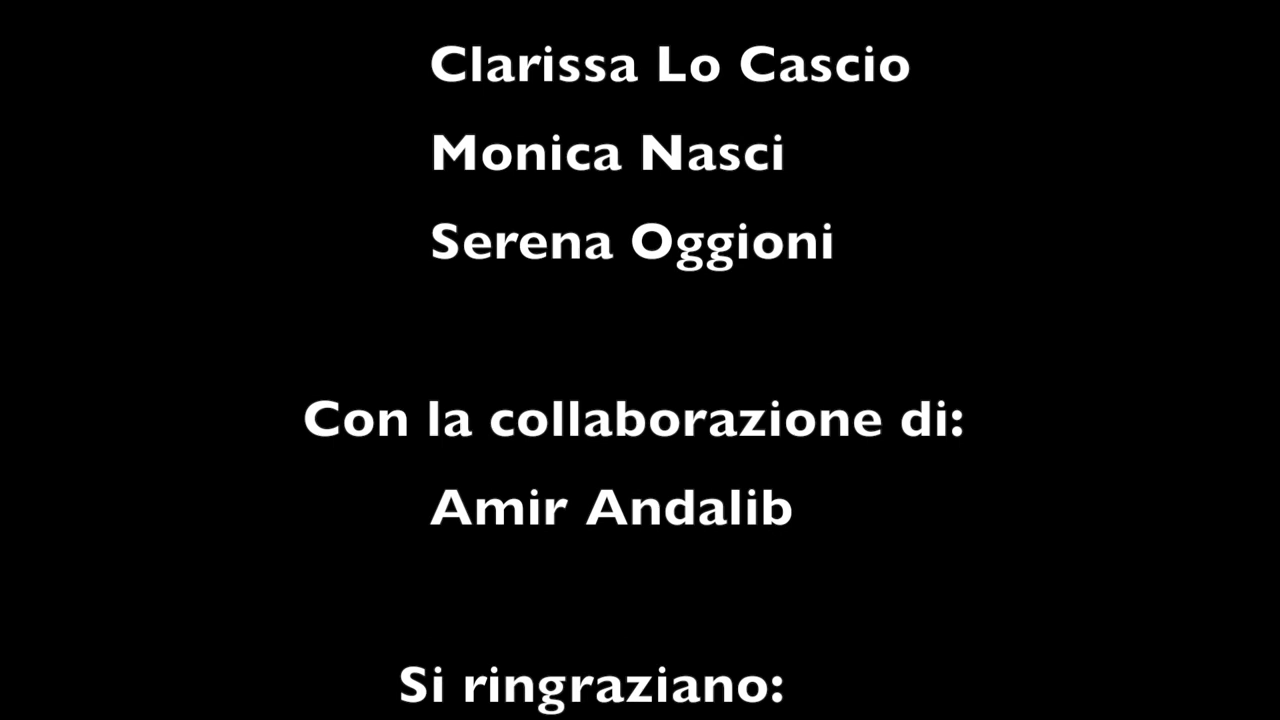 Clarissa Lo Cascio
Monica Nasci
Serena Oggioni
Con la collaborazione di:
Amir Andalib
Si ringraziano: